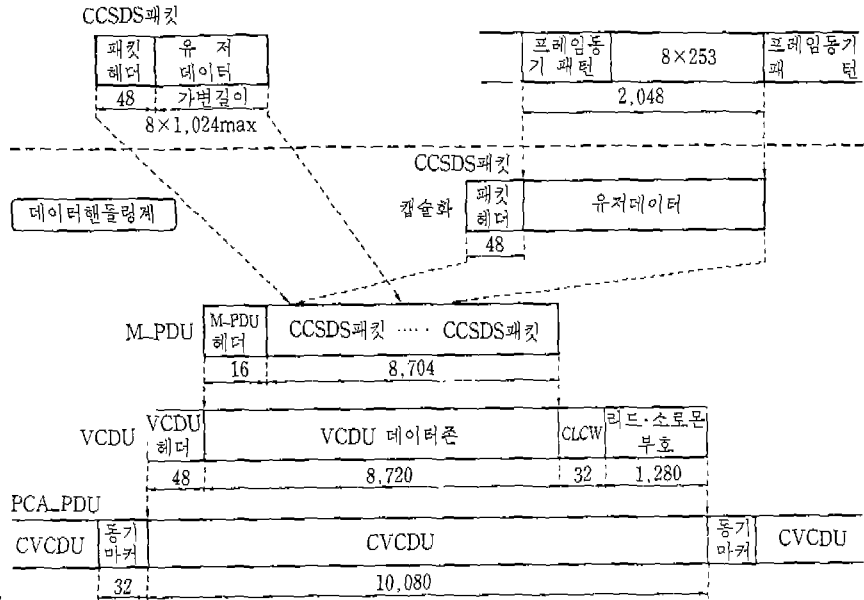 CCSDS패킷
패킷 헤더
유 저 데이터
프레임동기 패턴
8×253
프레임동기 패 턴
48
가변길이
2,048
8×1,024max
CCSDS패킷
데이터핸들링계
캡슐화
패킷 헤더
유저데이터
48
M_PDU
M-PDU 헤더
CCSDS패킷 ····· CCSDS패킷
16
8,704
VCDU
VCDU 헤더
VCDU 데이터존
CLCW
리드·소로몬 부호
48
8,720
32
1,280
PCA_PDU
CVCDU
동기 마커
CVCDU
동기 마커
CVCDU
32
10,080